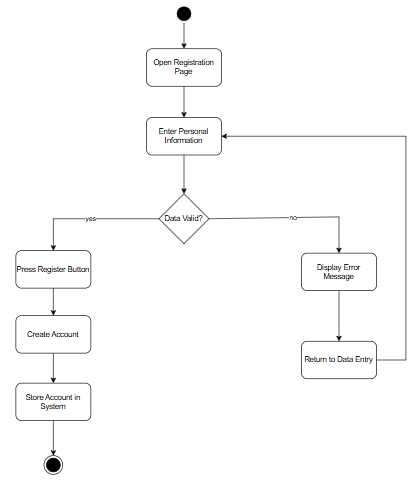 Open Registration
Page
Enter Personal
Information
Data Valid?
yes
no
Press Register Button
Display Error
Message
Create Account
Return to Data Entry
Store Account in
System